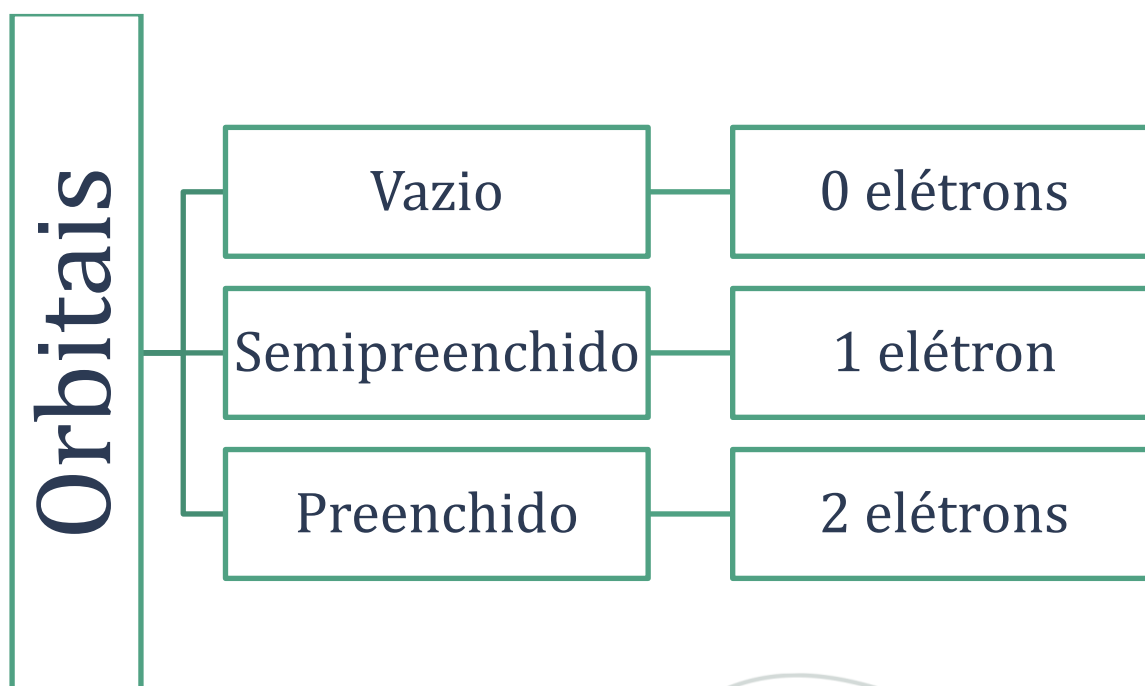 Orbitais
Vazio
0 elétrons
Semipreenchido
1 elétron
Preenchido
2 elétrons